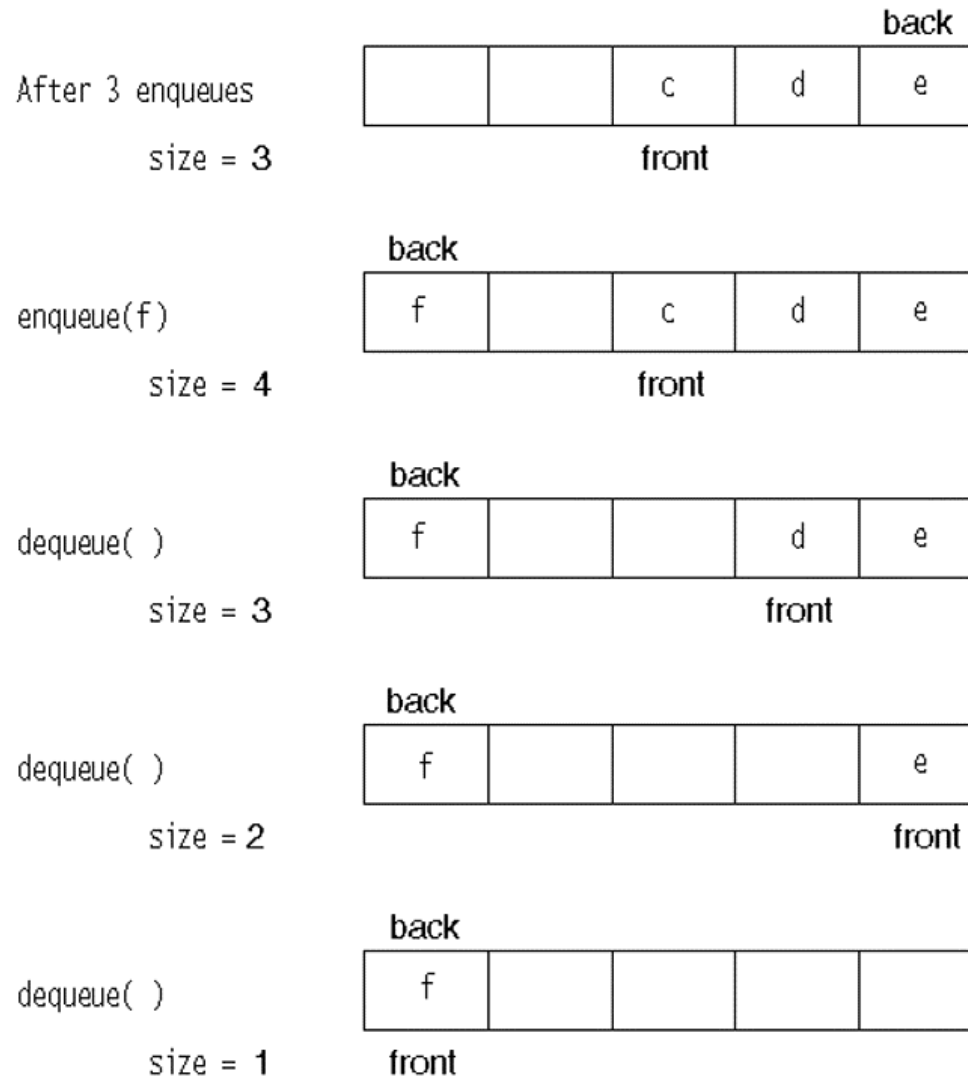 back
After 3 enqueues c d e
size = 3 front
back
enqueue(f) f c d e
size = 4 front
back
dequeue( ) f d e
size = 3 front
back
dequeue( ) f e
size = 2 front
back
dequeue( ) f
size = 1 front